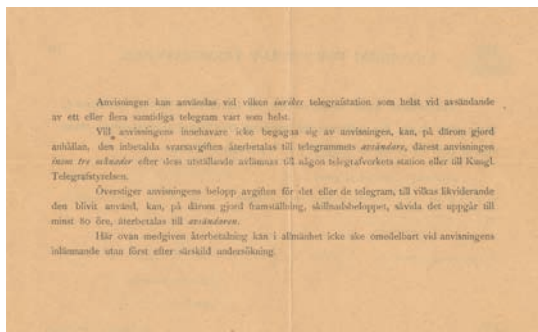 Anvisningen kan användas vid vilken svensk telegrafstation som helst vid avsändande
av ett eller flera samtidiga telegram vart som helst.
Vill anvisningens innehavare icke begagna sig av anvisningen, kan, på därom gjord
anhållan, den inbetalda svarsavgiften återbetalas till telegrammets avsändare, därest anvisningen
inom tre månader efter dess utställande avlämnas till någon telegrafverkets station eller till Kungl.
Telegrafstyrelsen.
Överstiger anvisningens belopp avgiften för det eller de telegram, till vilkas likviderande
den blivit använd, kan, på därom gjord framställning, skillnadsbeloppet, såvida det uppgår till
minst 80 öre, återbetalas till avsändaren.
Här ovan medgiven återbetalning kan i allmänhet icke ske omedelbart vid anvisningens
inlämnande utan först efter särskild undersökning.